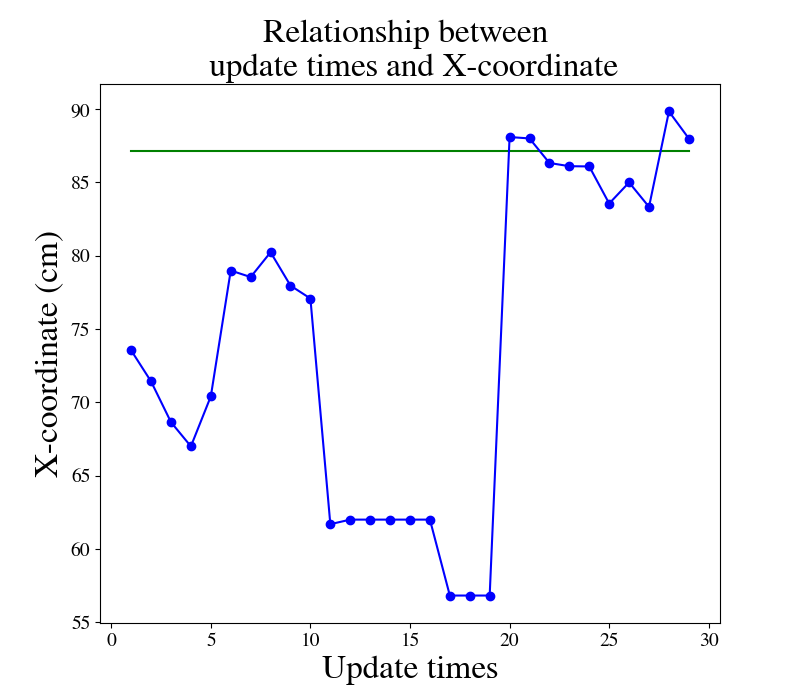 Relationship between
update times and X-coordinate
X-coordinate (cm)
90
85
80
75
70
65
60
55
0 5 10 15 20 25 30
Update times